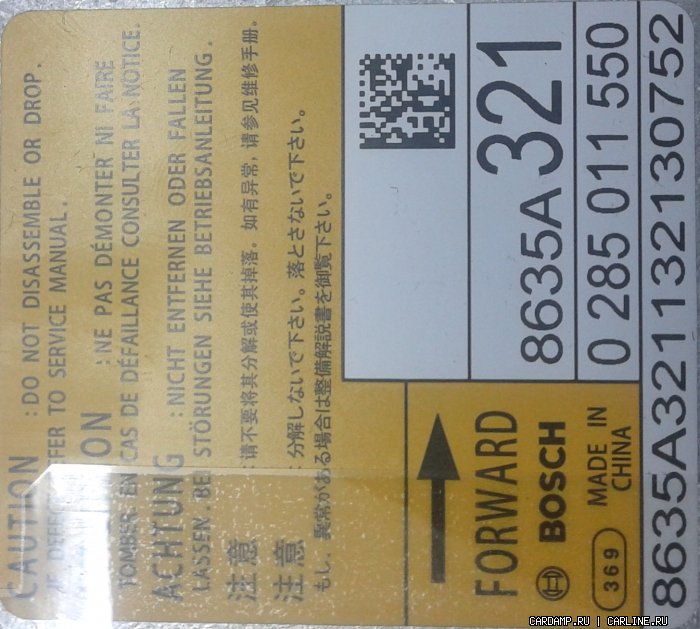 CAUTION : DO NOT DISASSEMBLE OR DROP.
IF DEFE REFER TO SERVICE MANUAL.
ON : NE PAS DÉMONTER NI FAIRE
TOMBER. EN CAS DE DÉFAILLANCE CONSULTER LA NOTICE.
ACHTUNG : NICHT ENTFERNEN ODER FALLEN
LASSEN. BEI STÖRUNGEN SIEHE BETRIEBSANLEITUNG.
注意 : 请不要将其分解或使其掉落。如有异常, 请参见维修手册.
注意 : 分解しないで下さい。落とさないで下さい。
もし、異常がある場合は整備解説書を御覧下さい。
FORWARD
BOSCH
369 MADE IN
CHINA
8635A321
0 285 011 550
8635A3211321130752
CARDAMP.RU | CARLINE.RU